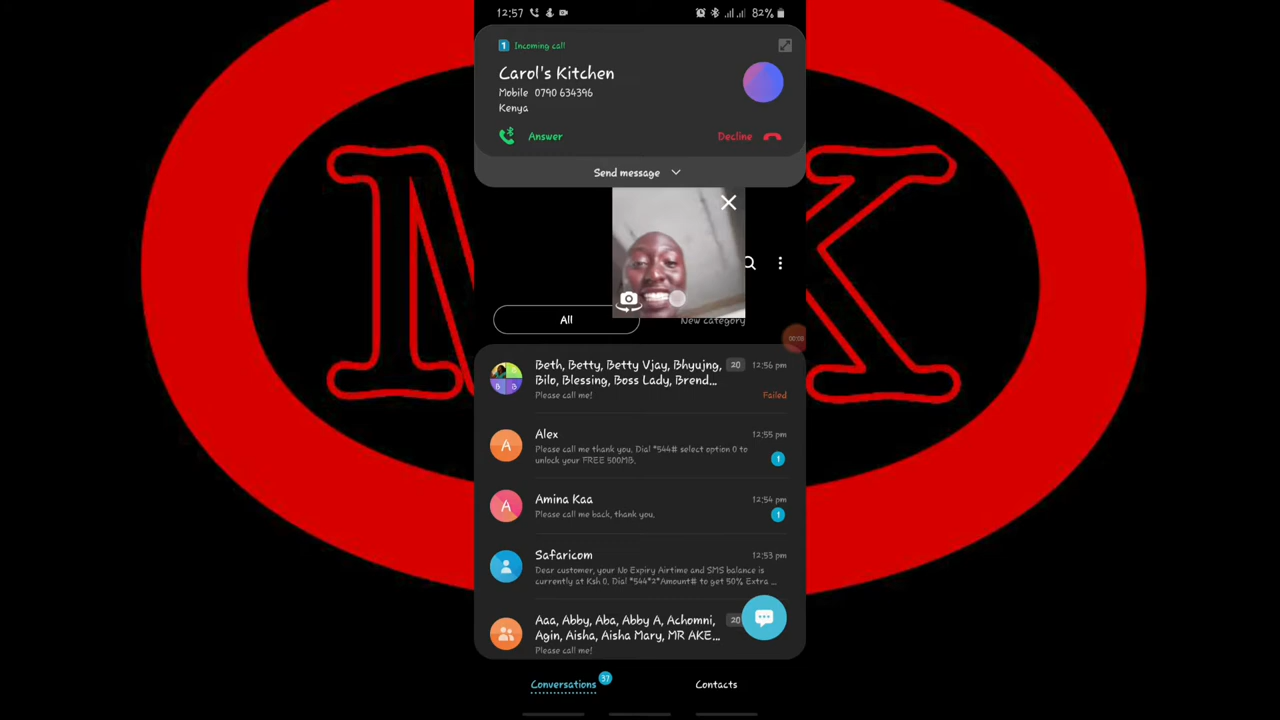 12:57
82%
1 Incoming call
Carol's Kitchen
Mobile 0790 634396
Kenya
Answer
Decline
Send message
All
New category
00:00
Beth, Betty, Betty Vjay, Bhyujng,
Bilo, Blessing, Boss Lady, Brend...
20
12:56 pm
Please call me!
Failed
Alex
12:55 pm
Please call me thank you. Dial *544# select option 0 to
unlock your FREE 500MB.
1
A
Amina Kaa
12:54 pm
Please call me back, thank you.
1
A
Safaricom
12:53 pm
Dear customer, your No Expiry Airtime and SMS balance is
currently at Ksh 0. Dial *544*2*Amount# to get 50% Extra ...
Aaa, Abby, Aba, Abby A, Achomni,
Agin, Aisha, Aisha Mary, MR AKE...
20
Please call me!
Conversations
37
Contacts
M K